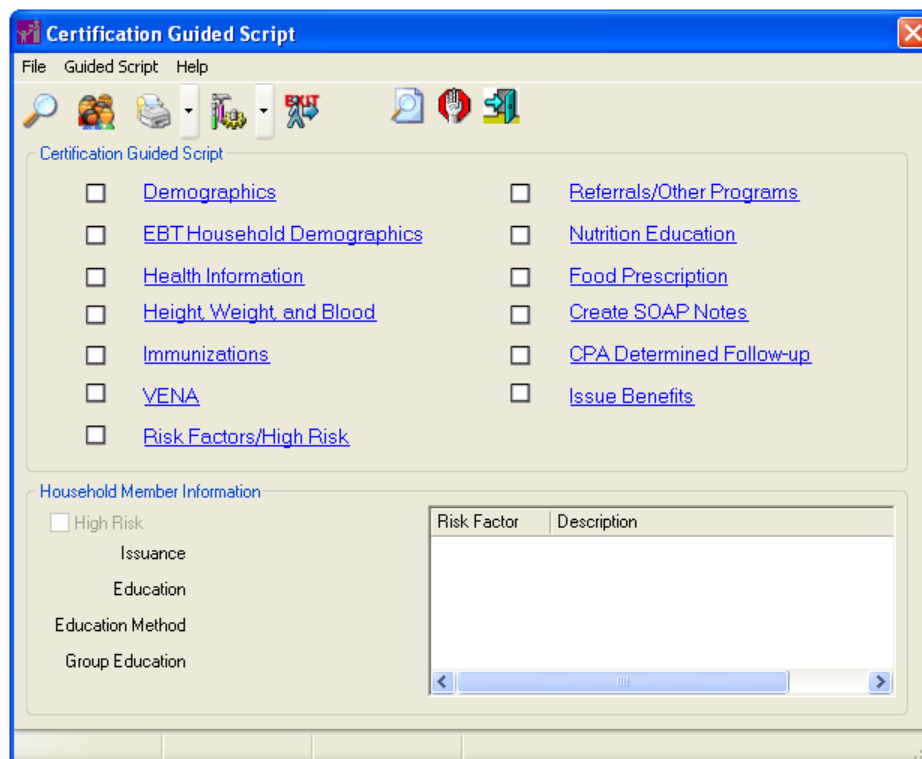 Certification Guided Script
File Guided Script Help
EXIT
Certification Guided Script
Demographics
EBT Household Demographics
Health Information
Height, Weight, and Blood
Immunizations
VENA
Risk Factors/High Risk
Referrals/Other Programs
Nutrition Education
Food Prescription
Create SOAP Notes
CPA Determined Follow-up
Issue Benefits
Household Member Information
High Risk
Issuance
Education
Education Method
Group Education
Risk Factor Description